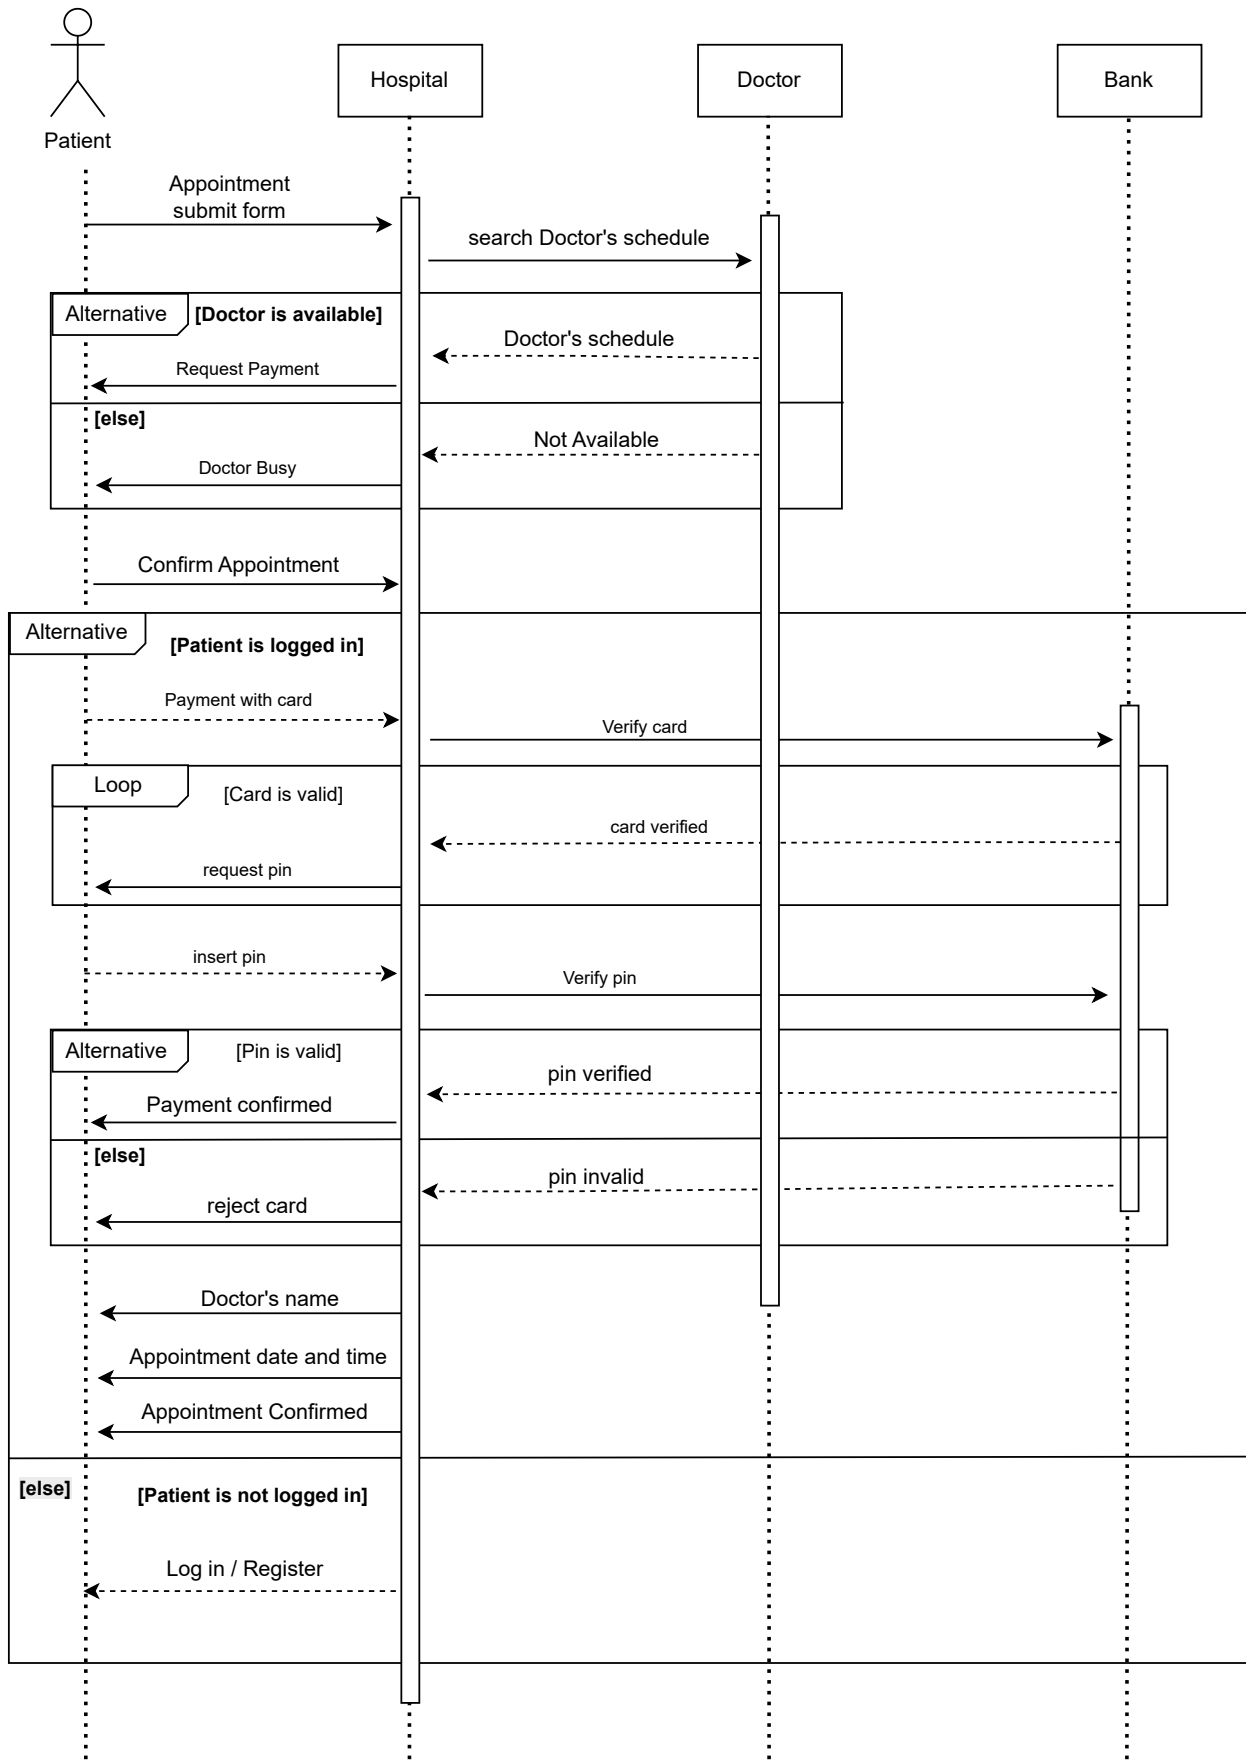 Patient
Hospital
Doctor
Bank
Appointment
submit form
search Doctor's schedule
Alternative
[Doctor is available]
Doctor's schedule
Request Payment
[else]
Not Available
Doctor Busy
Confirm Appointment
Alternative
[Patient is logged in]
Payment with card
Verify card
Loop
[Card is valid]
card verified
request pin
insert pin
Verify pin
Alternative
[Pin is valid]
pin verified
Payment confirmed
[else]
pin invalid
reject card
Doctor's name
Appointment date and time
Appointment Confirmed
[else]
[Patient is not logged in]
Log in / Register